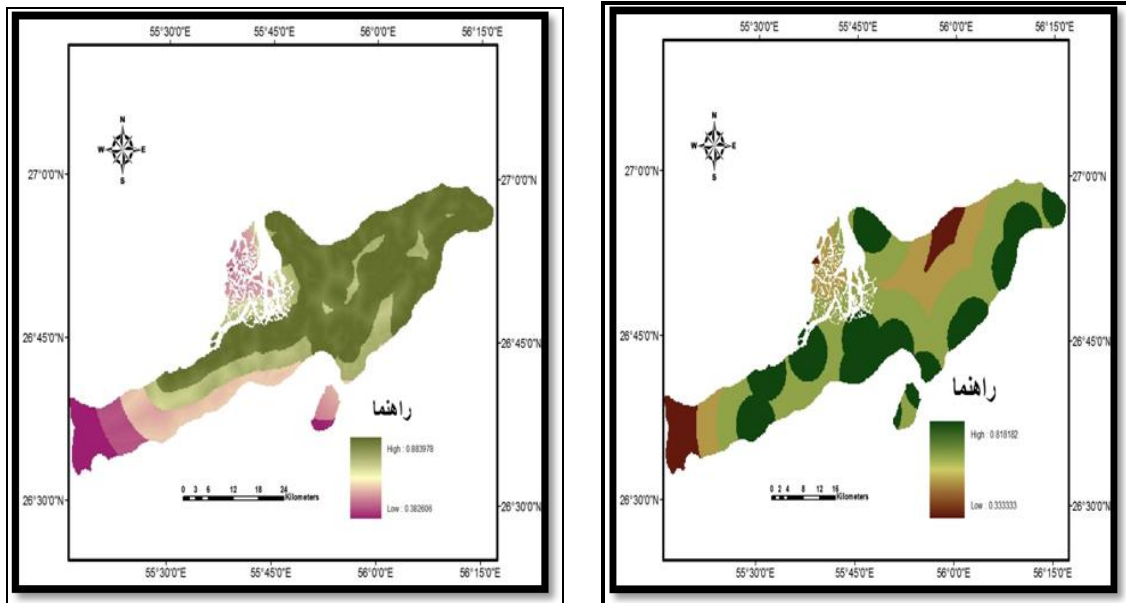 55°30'0"E 55°45'0"E 56°0'0"E 56°15'0"E
N
W E
S
27°0'0"N 27°0'0"N
26°45'0"N 26°45'0"N
راهنما
High : 0.883978
Low : 0.382606
0 3 6 12 18 24
Kilometers
26°30'0"N 26°30'0"N
55°30'0"E 55°45'0"E 56°0'0"E 56°15'0"E
55°30'0"E 55°45'0"E 56°0'0"E 56°15'0"E
N
W E
S
27°0'0"N 27°0'0"N
26°45'0"N 26°45'0"N
راهنما
High : 0.818182
Low : 0.333333
0 2 4 8 12 16
Kilometers
26°30'0"N 26°30'0"N
55°30'0"E 55°45'0"E 56°0'0"E 56°15'0"E